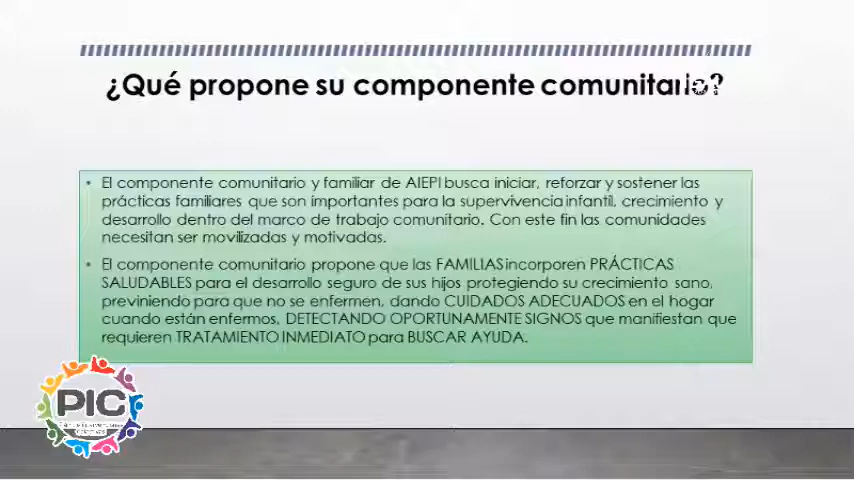 ¿Qué propone su componente comunitario?
• El componente comunitario y familiar de AIEPI busca iniciar, reforzar y sostener las
prácticas familiares que son importantes para la supervivencia infantil, crecimiento y
desarrollo dentro del marco de trabajo comunitario. Con este fin las comunidades
necesitan ser movilizadas y motivadas.
• El componente comunitario propone que las FAMILIAS incorporen PRÁCTICAS
SALUDABLES para el desarrollo seguro de sus hijos protegiendo su crecimiento sano,
previniendo para que no se enfermen, dando CUIDADOS ADECUADOS en el hogar
cuando están enfermos, DETECTANDO OPORTUNAMENTE SIGNOS que manifiestan que
requieren TRATAMIENTO INMEDIATO para BUSCAR AYUDA.
PIC